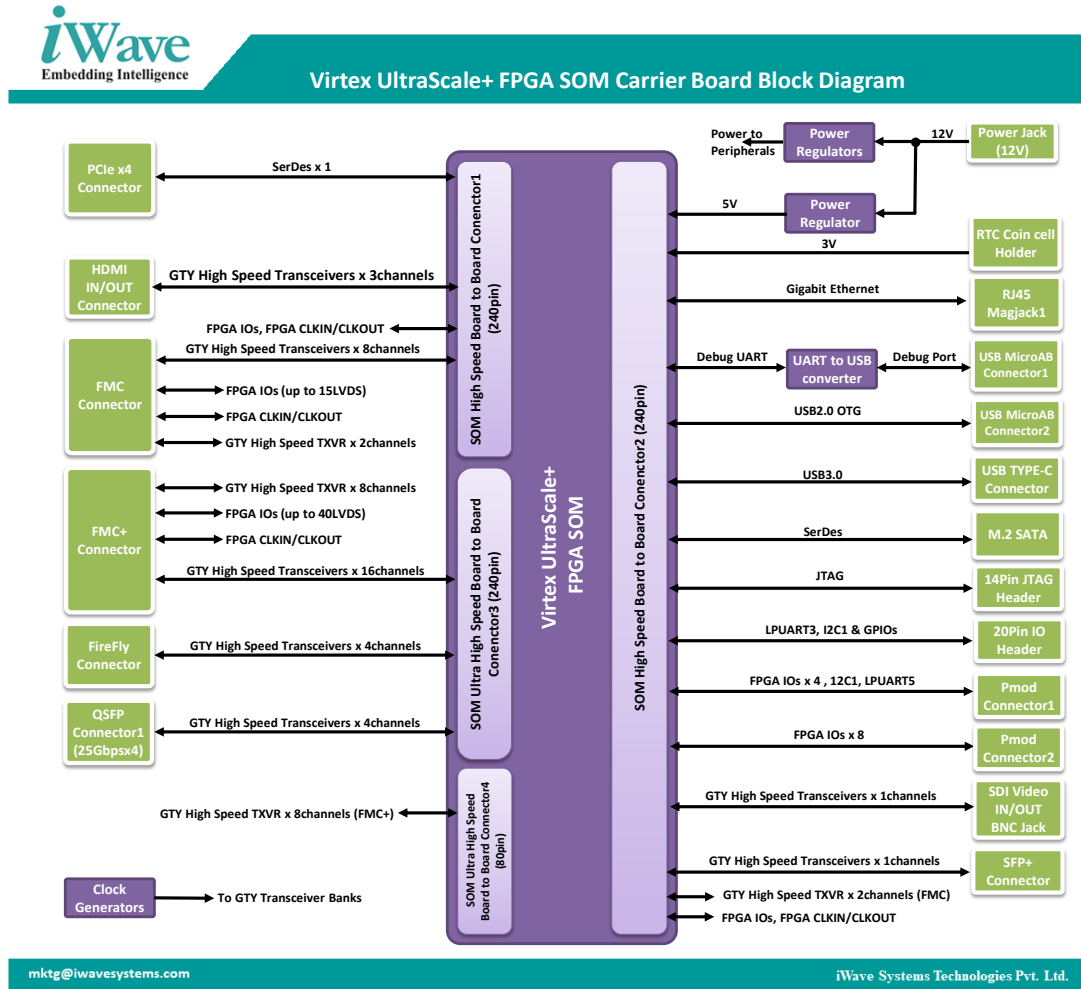 iWave
Embedding Intelligence
Virtex UltraScale+ FPGA SOM Carrier Board Block Diagram
PCIe x4
Connector
SerDes x 1
HDMI
IN/OUT
Connector
GTY High Speed Transceivers x 3channels
FPGA IOs, FPGA CLKIN/CLKOUT
GTY High Speed Transceivers x 8channels
FMC
Connector
FPGA IOs (up to 15LVDS)
FPGA CLKIN/CLKOUT
GTY High Speed TXVR x 2channels
GTY High Speed TXVR x 8channels
FPGA IOs (up to 40LVDS)
FMC+
Connector
FPGA CLKIN/CLKOUT
GTY High Speed Transceivers x 16channels
FireFly
Connector
GTY High Speed Transceivers x 4channels
QSFP
Connector1
(25Gbpsx4)
GTY High Speed Transceivers x 4channels
GTY High Speed TXVR x 8channels (FMC+)
Clock
Generators
To GTY Transceiver Banks
SOM High Speed Board to Board Conenctor1
(240pin)
SOM Ultra High Speed Board to Board
Conenctor3 (240pin)
SOM Ultra High Speed
Board to Board Connector4
(80pin)
Virtex UltraScale+
FPGA SOM
SOM High Speed Board to Board Conenctor2 (240pin)
Power to
Peripherals
Power
Regulators
12V
Power Jack
(12V)
5V
Power
Regulator
3V
RTC Coin cell
Holder
Gigabit Ethernet
RJ45
Magjack1
Debug UART
UART to USB
converter
Debug Port
USB MicroAB
Connector1
USB2.0 OTG
USB MicroAB
Connector2
USB3.0
USB TYPE-C
Connector
SerDes
M.2 SATA
JTAG
14Pin JTAG
Header
LPUART3, I2C1 & GPIOs
20Pin IO
Header
FPGA IOs x 4 , 12C1, LPUART5
Pmod
Connector1
FPGA IOs x 8
Pmod
Connector2
GTY High Speed Transceivers x 1channels
SDI Video
IN/OUT
BNC Jack
GTY High Speed Transceivers x 1channels
SFP+
Connector
GTY High Speed TXVR x 2channels (FMC)
FPGA IOs, FPGA CLKIN/CLKOUT
mktg@iwavesystems.com
iWave Systems Technologies Pvt. Ltd.